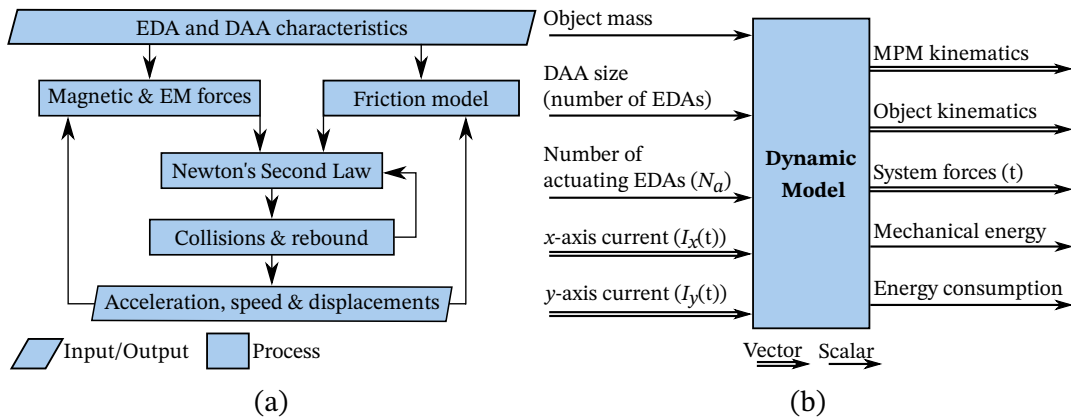 EDA and DAA characteristics
Magnetic & EM forces
Friction model
Newton's Second Law
Collisions & rebound
Acceleration, speed & displacements
Input/Output
Process
(a)
Object mass
DAA size
(number of EDAs)
Number of
actuating EDAs (Nₐ)
x-axis current (Iₓ(t))
y-axis current (I_y(t))
Dynamic
Model
MPM kinematics
Object kinematics
System forces (t)
Mechanical energy
Energy consumption
Vector
Scalar
(b)